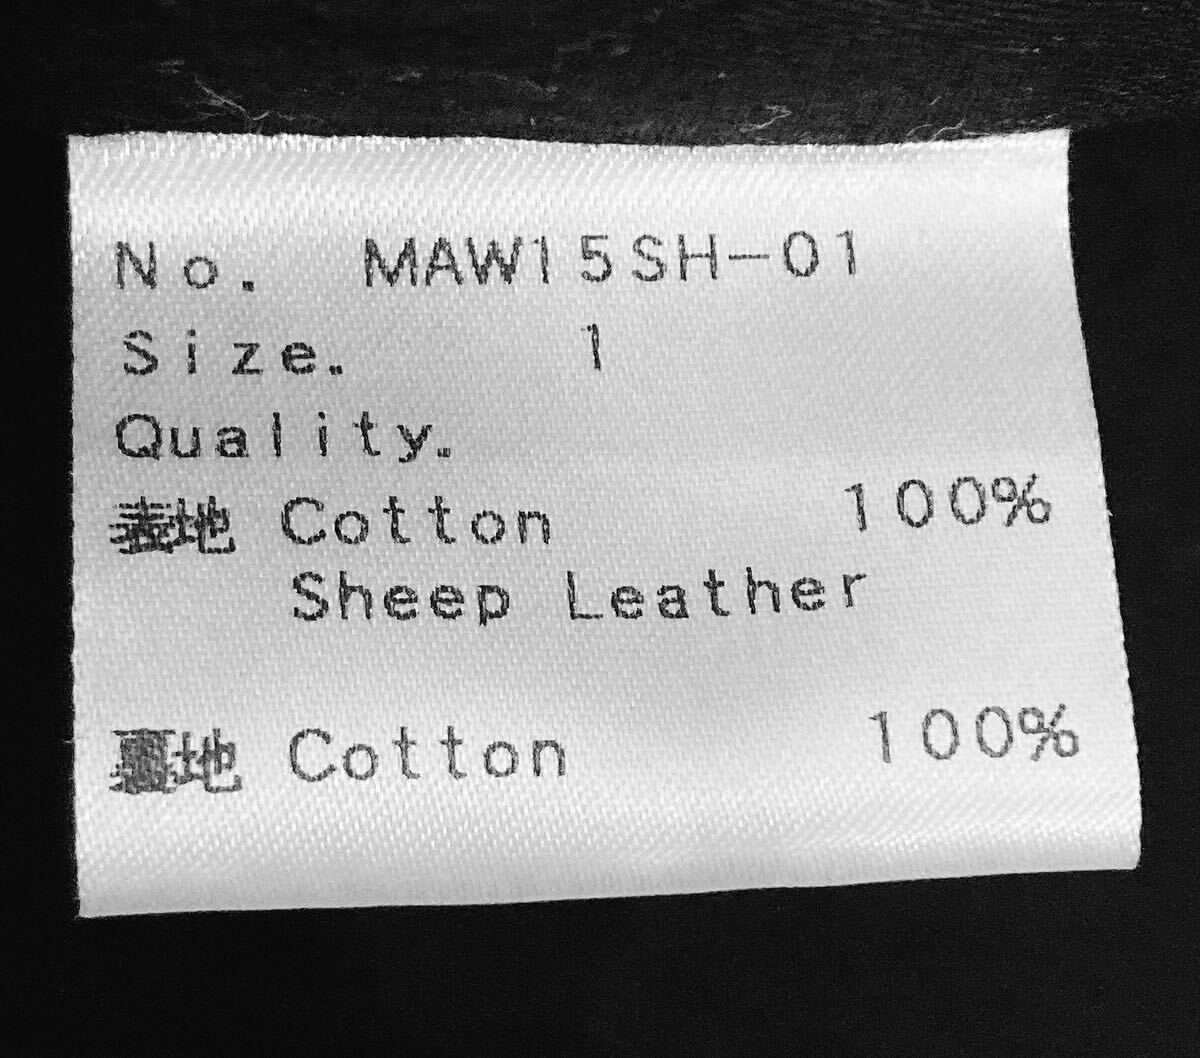 No. MAW15SH-01
Size. 1
Quality.
表地 Cotton 100%
Sheep Leather
裏地 Cotton 100%